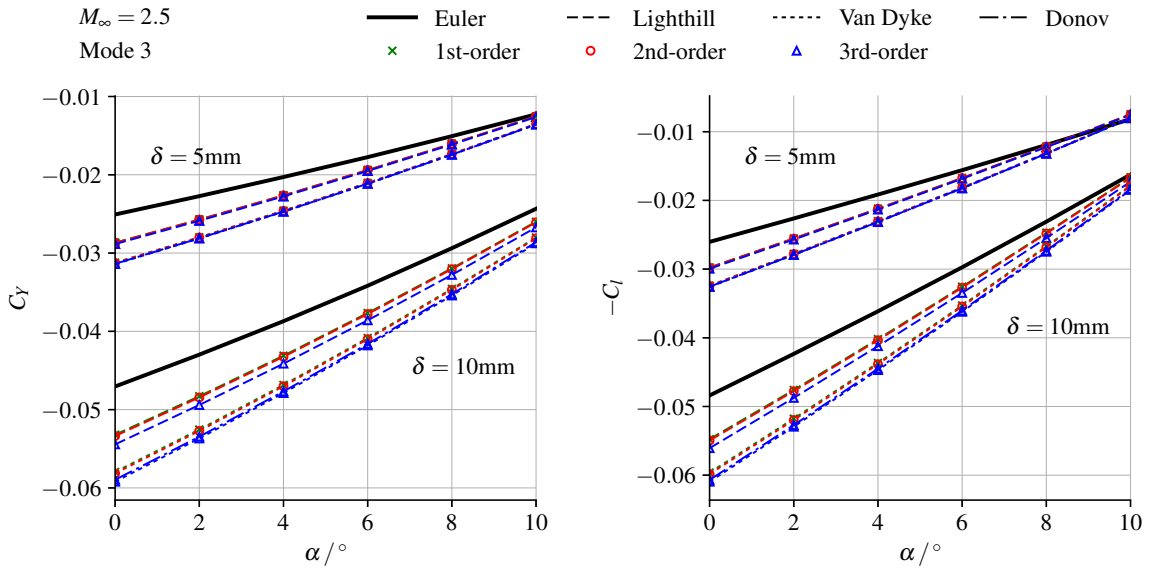 M∞ = 2.5 Euler Lighthill Van Dyke Donov
Mode 3 1st-order 2nd-order 3rd-order
−0.01
−0.02
−0.03
−0.04
−0.05
−0.06
C_Y
δ = 5mm
δ = 10mm
0 2 4 6 8 10
α/°
−0.01
−0.02
−0.03
−0.04
−0.05
−0.06
−C_l
δ = 5mm
δ = 10mm
0 2 4 6 8 10
α/°